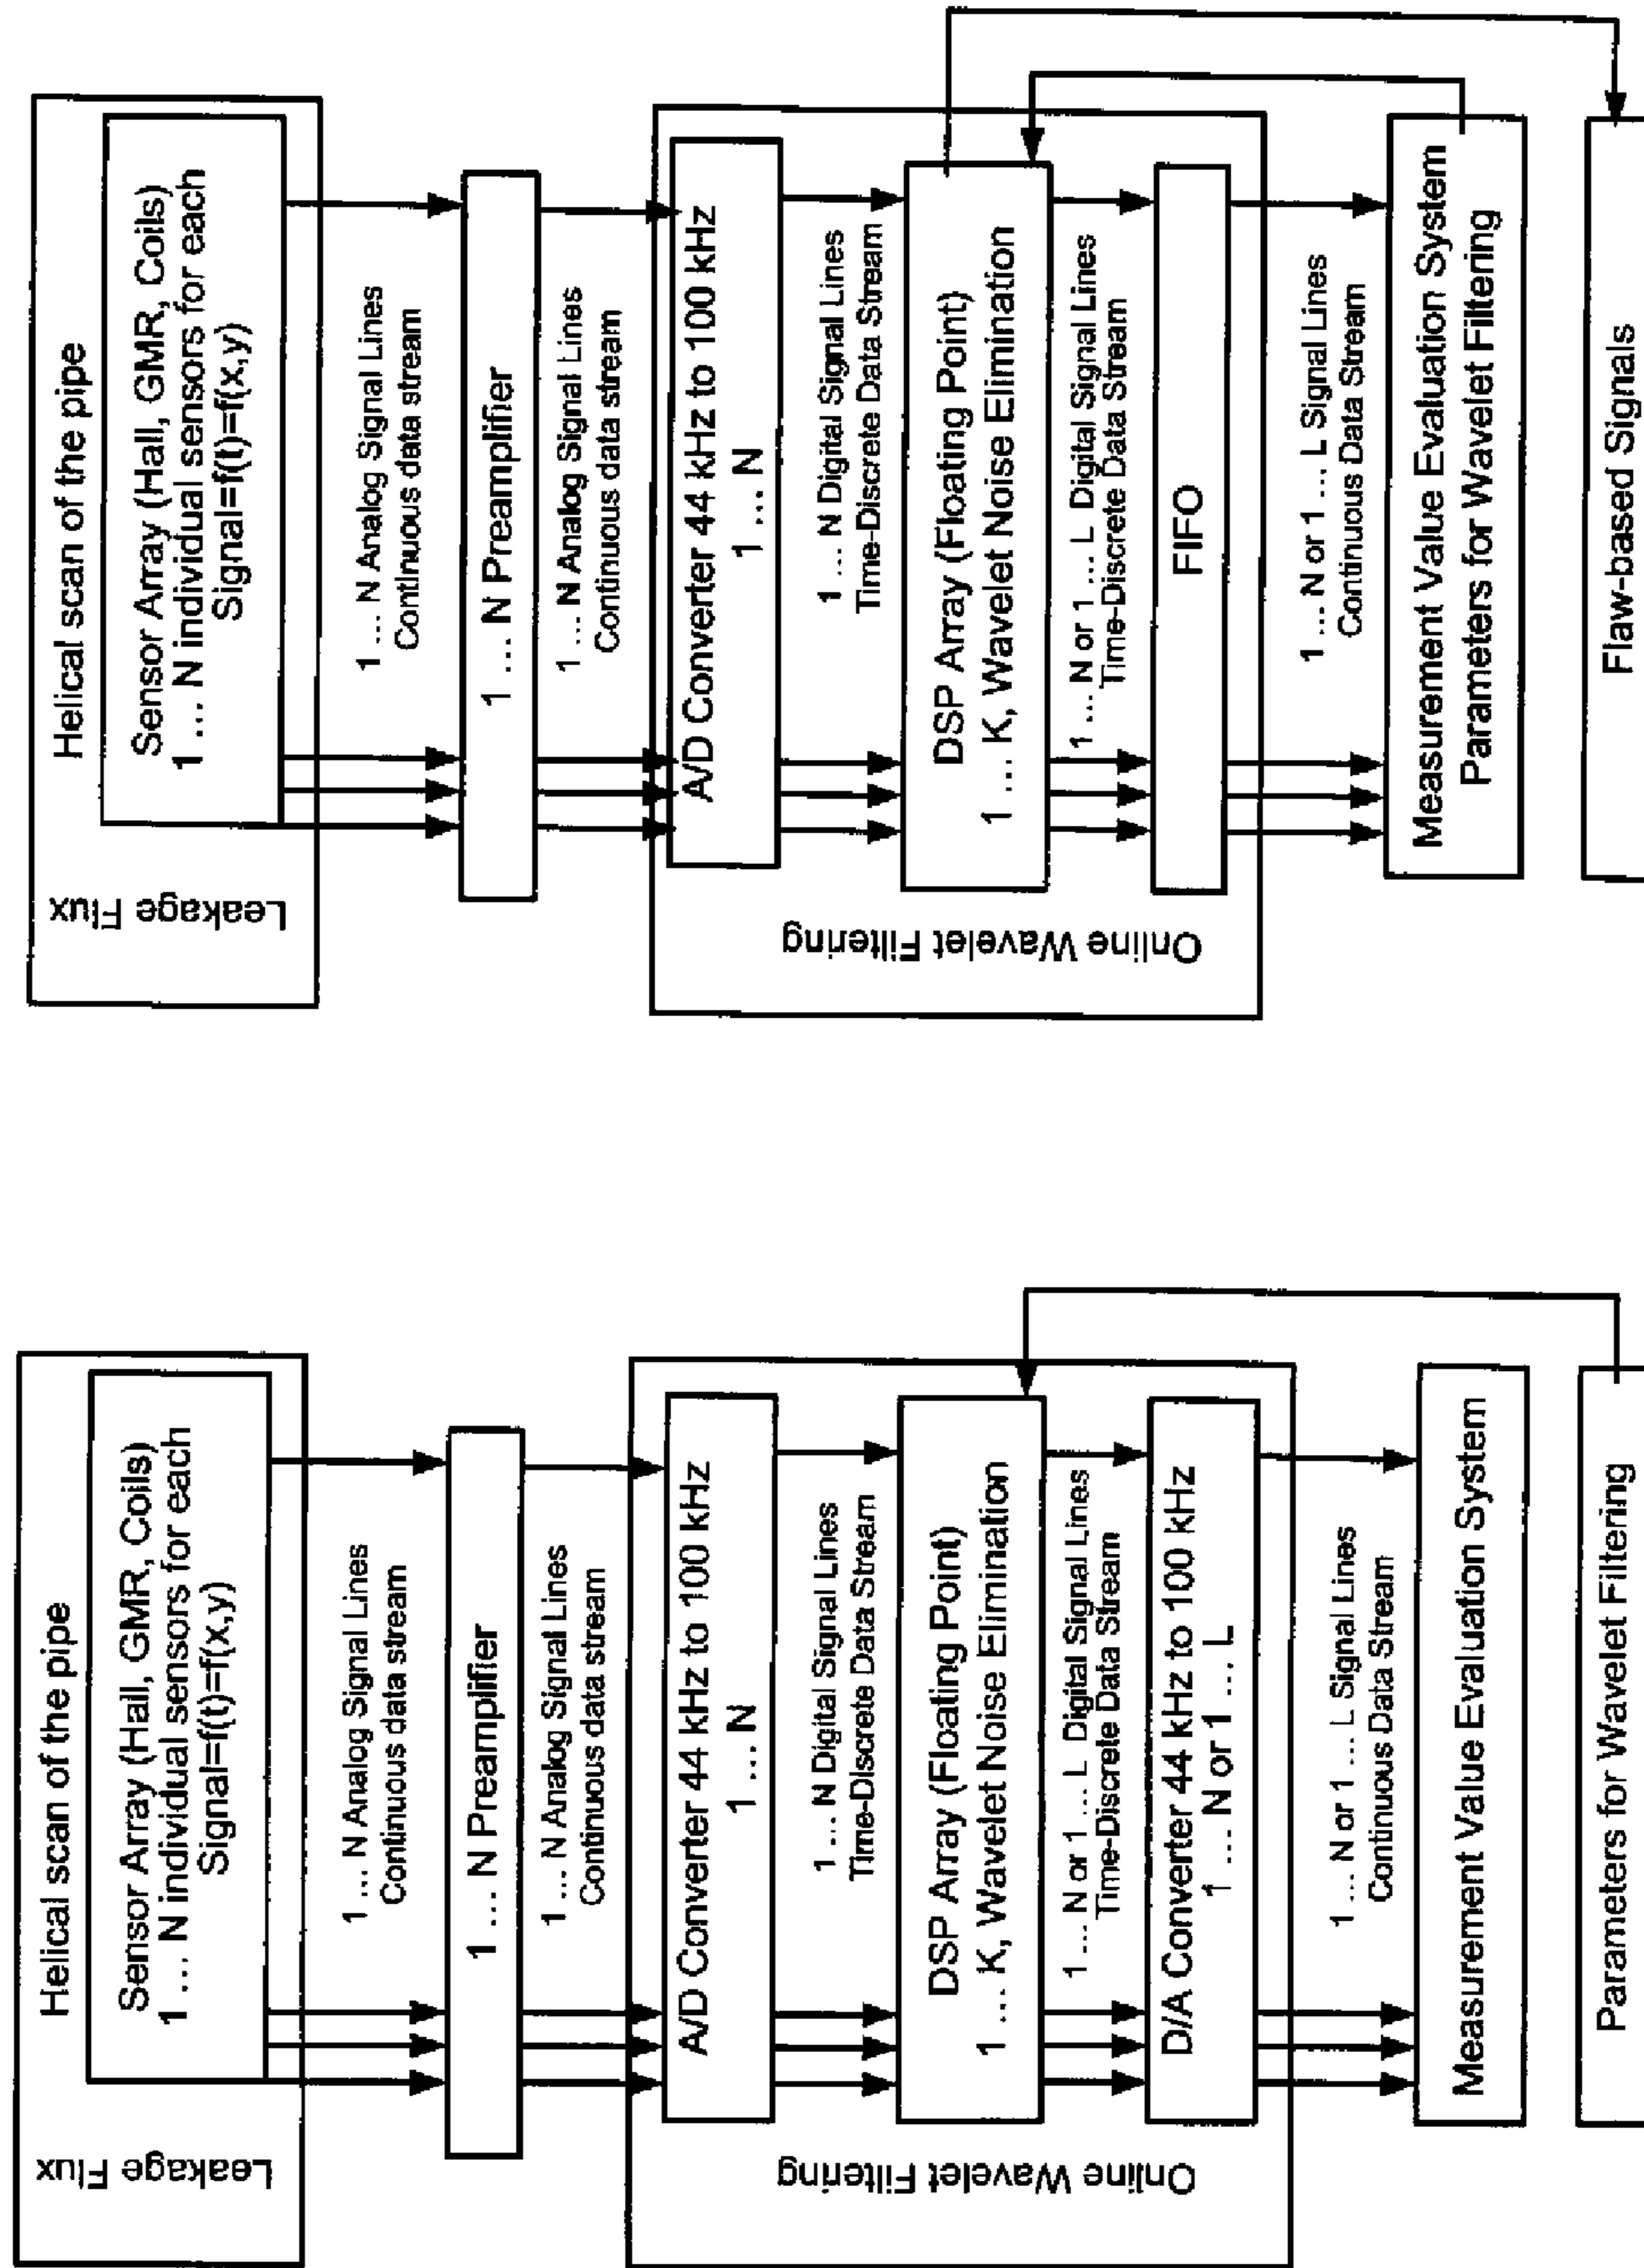 Helical scan of the pipe
Leakage Flux
Sensor Array (Hall, GMR, Coils)
1 ... N individual sensors for each
Signal=f(t)=f(x,y)
1 ... N Analog Signal Lines
Continuous data stream
1 ... N Preamplifier
1 ... N Analog Signal Lines
Continuous data stream
Online Wavelet Filtering
A/D Converter 44 kHz to 100 kHz
1 ... N
1 ... N Digital Signal Lines
Time-Discrete Data Stream
DSP Array (Floating Point)
1 ... K, Wavelet Noise Elimination
1 ... N or 1 ... L Digital Signal Lines
Time-Discrete Data Stream
D/A Converter 44 kHz to 100 kHz
1 ... N or 1 ... L
1 ... N or 1 ... L Signal Lines
Continuous Data Stream
Measurement Value Evaluation System
Parameters for Wavelet Filtering
Helical scan of the pipe
Leakage Flux
Sensor Array (Hall, GMR, Coils)
1 ... N individual sensors for each
Signal=f(t)=f(x,y)
1 ... N Analog Signal Lines
Continuous data stream
1 ... N Preamplifier
1 ... N Analog Signal Lines
Continuous data stream
Online Wavelet Filtering
A/D Converter 44 kHz to 100 kHz
1 ... N
1 ... N Digital Signal Lines
Time-Discrete Data Stream
DSP Array (Floating Point)
1 ... K, Wavelet Noise Elimination
1 ... N or 1 ... L Digital Signal Lines
Time-Discrete Data Stream
FIFO
1 ... N or 1 ... L Signal Lines
Continuous Data Stream
Measurement Value Evaluation System
Parameters for Wavelet Filtering
Flaw-based Signals